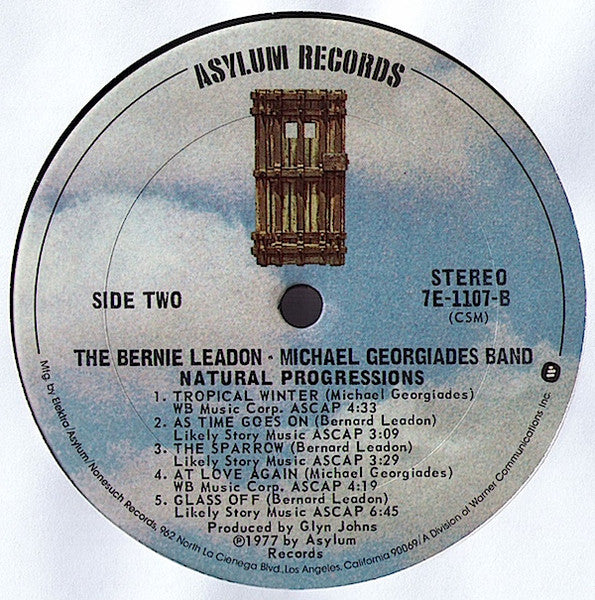 ASYLUM RECORDS
SIDE TWO
STEREO
7E-1107-B
(CSM)
THE BERNIE LEADON · MICHAEL GEORGIADES BAND
NATURAL PROGRESSIONS
1. TROPICAL WINTER (Michael Georgiades)
WB Music Corp. ASCAP 4:33
2. AS TIME GOES ON (Bernard Leadon)
Likely Story Music ASCAP 3:09
3. THE SPARROW (Bernard Leadon)
Likely Story Music ASCAP 3:29
4. AT LOVE AGAIN (Michael Georgiades)
WB Music Corp. ASCAP 4:19
5. GLASS OFF (Bernard Leadon)
Likely Story Music ASCAP 6:45
Produced by Glyn Johns
℗1977 by Asylum
Records
Mfg. by Elektra/Asylum/Nonesuch Records, 962 North La Cienega Blvd., Los Angeles, California 90069/A Division of Warner Communications Inc.